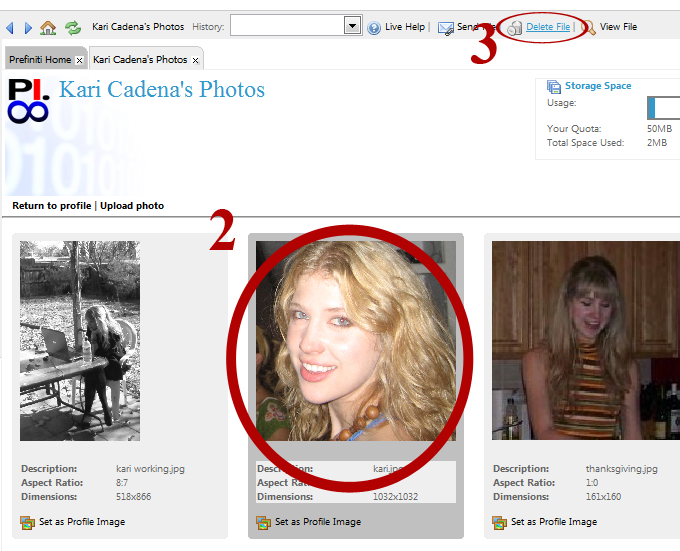 Kari Cadena's Photos History: Live Help | Send File Delete File | View File
3
Prefiniti Home x Kari Cadena's Photos x
PI.
Kari Cadena's Photos
Storage Space
Usage:
Your Quota: 50MB
Total Space Used: 2MB
Return to profile | Upload photo
2
Description: kari working.jpg
Aspect Ratio: 8:7
Dimensions: 518x866
Set as Profile Image
Description: kari.jpg
Aspect Ratio:
Dimensions: 1032x1032
Set as Profile Image
Description: thanksgiving.jpg
Aspect Ratio: 1:0
Dimensions: 161x160
Set as Profile Image